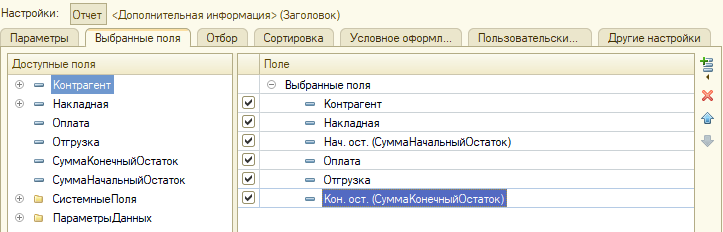 Настройки: Отчет <Дополнительная информация> (Заголовок)
Параметры Выбранные поля Отбор Сортировка Условное оформл... Пользовательски... Другие настройки
Доступные поля
Контрагент
Накладная
Оплата
Отгрузка
СуммаКонечныйОстаток
СуммаНачальныйОстаток
СистемныеПоля
ПараметрыДанных
Поле
Выбранные поля
Контрагент
Накладная
Нач. ост. (СуммаНачальныйОстаток)
Оплата
Отгрузка
Кон. ост. (СуммаКонечныйОстаток)